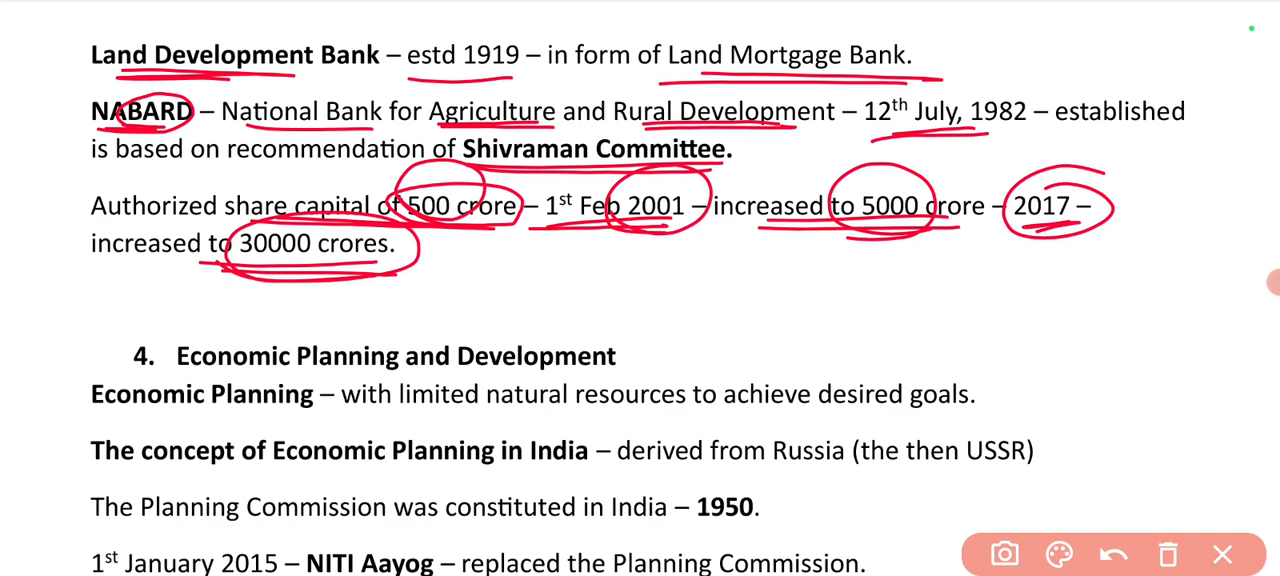 Land Development Bank – estd 1919 – in form of Land Mortgage Bank.
NABARD – National Bank for Agriculture and Rural Development – 12th July, 1982 – established
is based on recommendation of Shivraman Committee.
Authorized share capital of 500 crore – 1st Feb 2001 – increased to 5000 crore – 2017 –
increased to 30000 crores.
4. Economic Planning and Development
Economic Planning – with limited natural resources to achieve desired goals.
The concept of Economic Planning in India – derived from Russia (the then USSR)
The Planning Commission was constituted in India – 1950.
1st January 2015 – NITI Aayog – replaced the Planning Commission.